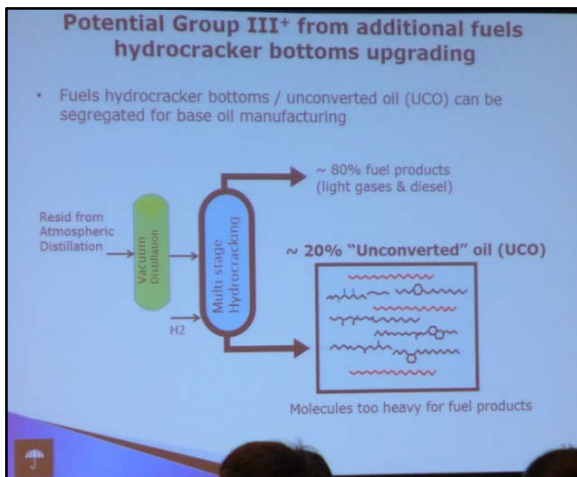 Potential Group III+ from additional fuels
hydrocracker bottoms upgrading
• Fuels hydrocracker bottoms / unconverted oil (UCO) can be
segregated for base oil manufacturing
~ 80% fuel products
(light gases & diesel)
Resid from
Atmospheric
Distillation
Vacuum
Distillation
Multi stage
Hydrocracking
H2
~ 20% "Unconverted" oil (UCO)
Molecules too heavy for fuel products